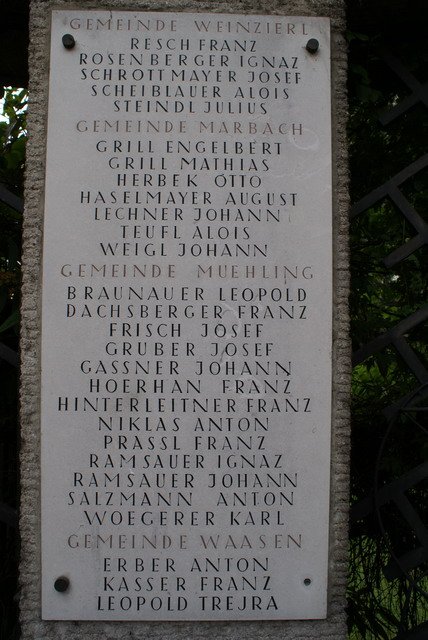 GEMEINDE WEINZIERL
RESCH FRANZ
ROSENBERGER IGNAZ
SCHROTTMAYER JOSEF
SCHEIBLAUER ALOIS
STEINDL JULIUS
GEMEINDE MARBACH
GRILL ENGELBERT
GRILL MATHIAS
HERBEK OTTO
HASELMAYER AUGUST
LECHNER JOHANN
TEUFL ALOIS
WEIGL JOHANN
GEMEINDE MUEHLING
BRAUNAUER LEOPOLD
DACHSBERGER FRANZ
FRISCH JOSEF
GRUBER JOSEF
GASSNER JOHANN
HOERHAN FRANZ
HINTERLEITNER FRANZ
NIKLAS ANTON
PRASSL FRANZ
RAMSAUER IGNAZ
RAMSAUER JOHANN
SALZMANN ANTON
WOEGERER KARL
GEMEINDE WAASEN
ERBER ANTON
KASSER FRANZ
LEOPOLD TREJRA